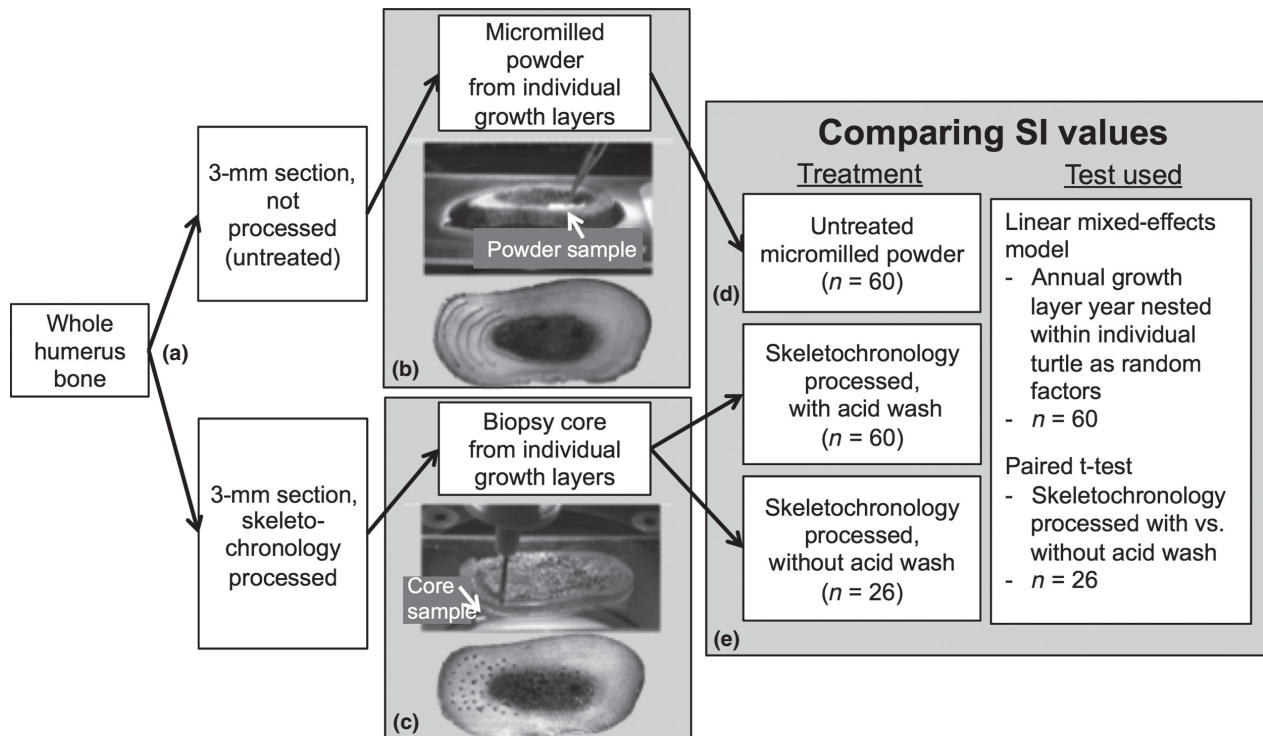 Whole
humerus
bone
(a)
3-mm section,
not
processed
(untreated)
3-mm section,
skeleto-
chronology
processed
Micromilled
powder
from individual
growth layers
Powder sample
(b)
Biopsy core
from individual
growth layers
Core
sample
(c)
Comparing SI values
Treatment
Untreated
micromilled powder
(n = 60)
(d)
Skeletochronology
processed,
with acid wash
(n = 60)
Skeletochronology
processed,
without acid wash
(n = 26)
(e)
Test used
Linear mixed-effects
model
- Annual growth
layer year nested
within individual
turtle as random
factors
- n = 60
Paired t-test
- Skeletochronology
processed with vs.
without acid wash
- n = 26